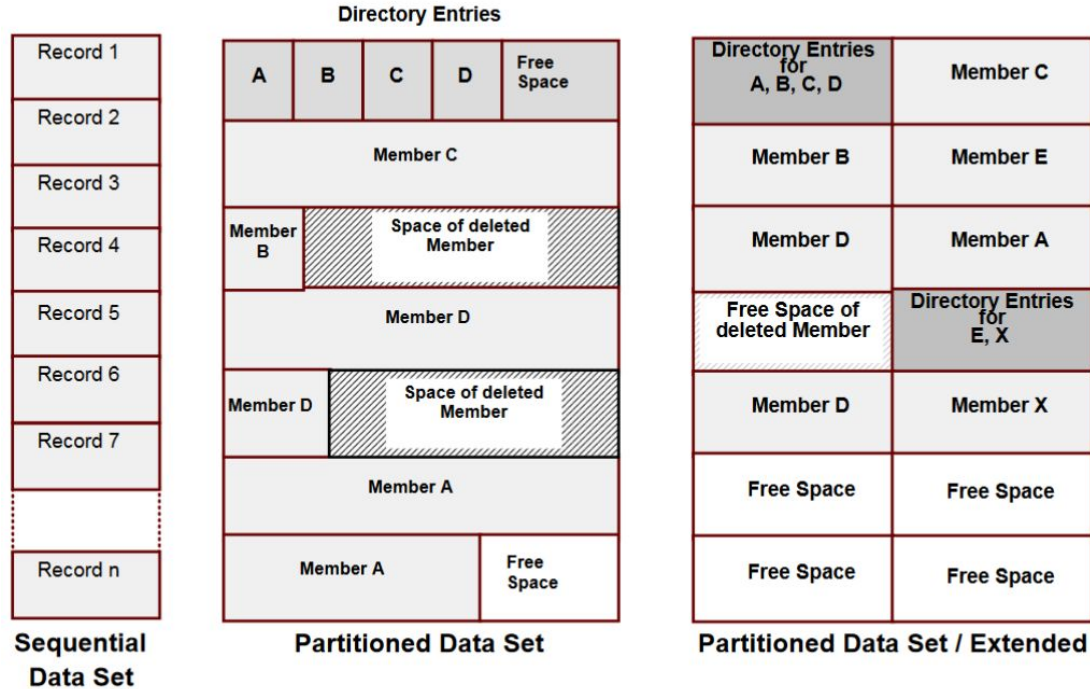 Directory Entries
Record 1
Record 2
Record 3
Record 4
Record 5
Record 6
Record 7
Record n
Sequential
Data Set
A
B
C
D
Free
Space
Member C
Member
B
Space of deleted
Member
Member D
Member D
Space of deleted
Member
Member A
Member A
Free
Space
Partitioned Data Set
Directory Entries
for
A, B, C, D
Member C
Member B
Member E
Member D
Member A
Free Space of
deleted Member
Directory Entries
for
E, X
Member D
Member X
Free Space
Free Space
Free Space
Free Space
Partitioned Data Set / Extended